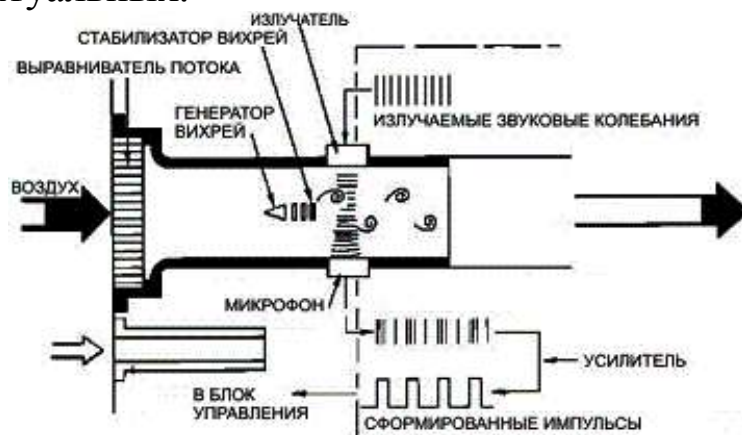 ИЗЛУЧАТЕЛЬ
СТАБИЛИЗАТОР ВИХРЕЙ
ВЫРАВНИВАТЕЛЬ ПОТОКА
ГЕНЕРАТОР
ВИХРЕЙ
ИЗЛУЧАЕМЫЕ ЗВУКОВЫЕ КОЛЕБАНИЯ
ВОЗДУХ
МИКРОФОН
УСИЛИТЕЛЬ
В БЛОК
УПРАВЛЕНИЯ
СФОРМИРОВАННЫЕ ИМПУЛЬСЫ